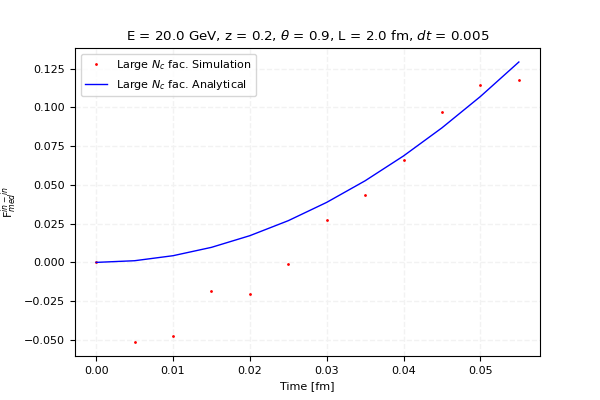 E = 20.0 GeV, z = 0.2, θ = 0.9, L = 2.0 fm, dt = 0.005
Large N_c fac. Simulation
Large N_c fac. Analytical
0.125
0.100
0.075
0.050
0.025
0.000
−0.025
−0.050
F_{med}^{in−in}
0.00 0.01 0.02 0.03 0.04 0.05
Time [fm]